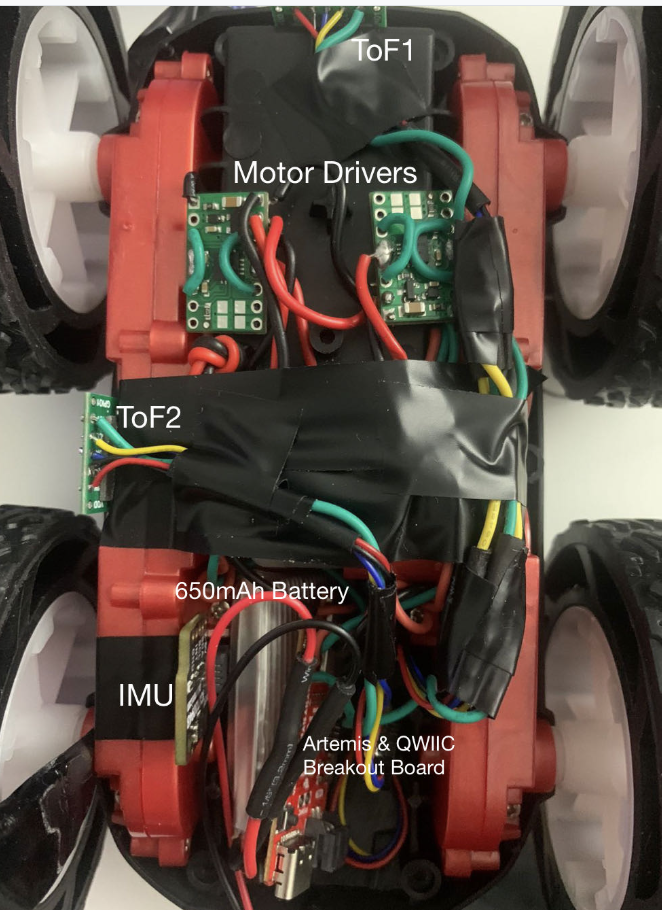 ToF1
Motor Drivers
ToF2
650mAh Battery
IMU
Artemis & QWIIC
Breakout Board